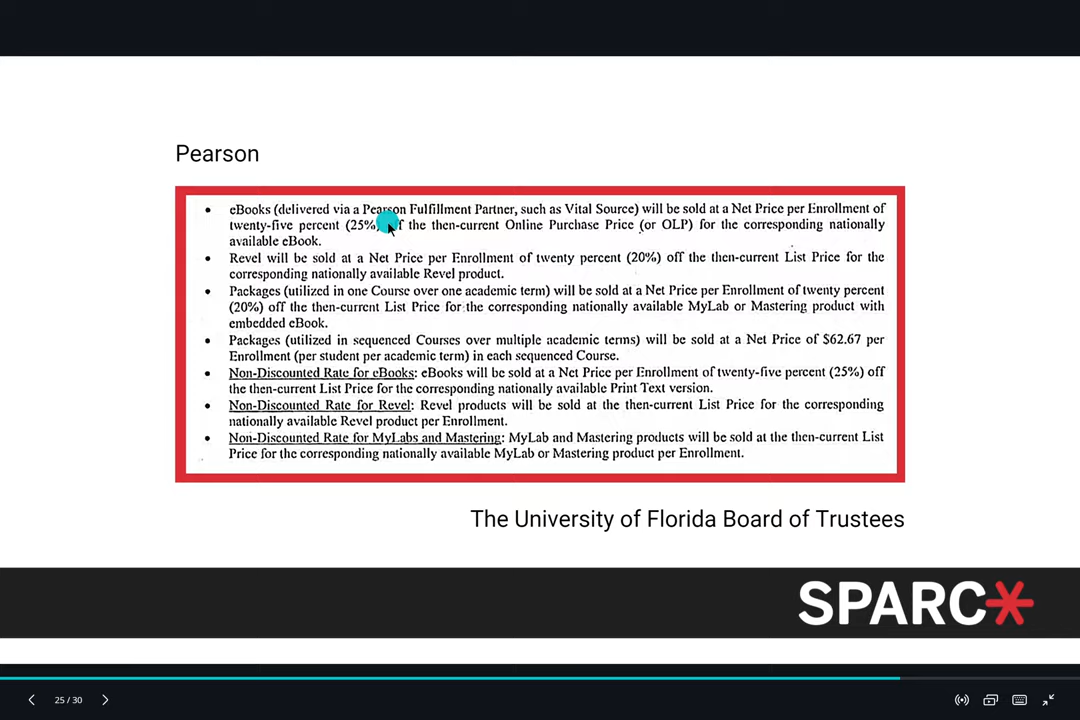 Pearson
• eBooks (delivered via a Pearson Fulfillment Partner, such as Vital Source) will be sold at a Net Price per Enrollment of
twenty-five percent (25%) the then-current Online Purchase Price (or OLP) for the corresponding nationally
available eBook.
• Revel will be sold at a Net Price per Enrollment of twenty percent (20%) off the then-current List Price for the
corresponding nationally available Revel product.
• Packages (utilized in one Course over one academic term) will be sold at a Net Price per Enrollment of twenty percent
(20%) off the then-current List Price for the corresponding nationally available MyLab or Mastering product with
embedded eBook.
• Packages (utilized in sequenced Courses over multiple academic terms) will be sold at a Net Price of $62.67 per
Enrollment (per student per academic term) in each sequenced Course.
• Non-Discounted Rate for eBooks: eBooks will be sold at a Net Price per Enrollment of twenty-five percent (25%) off
the then-current List Price for the corresponding nationally available Print Text version.
• Non-Discounted Rate for Revel: Revel products will be sold at the then-current List Price for the corresponding
nationally available Revel product per Enrollment.
• Non-Discounted Rate for MyLabs and Mastering: MyLab and Mastering products will be sold at the then-current List
Price for the corresponding nationally available MyLab or Mastering product per Enrollment.
The University of Florida Board of Trustees
SPARC
25 / 30